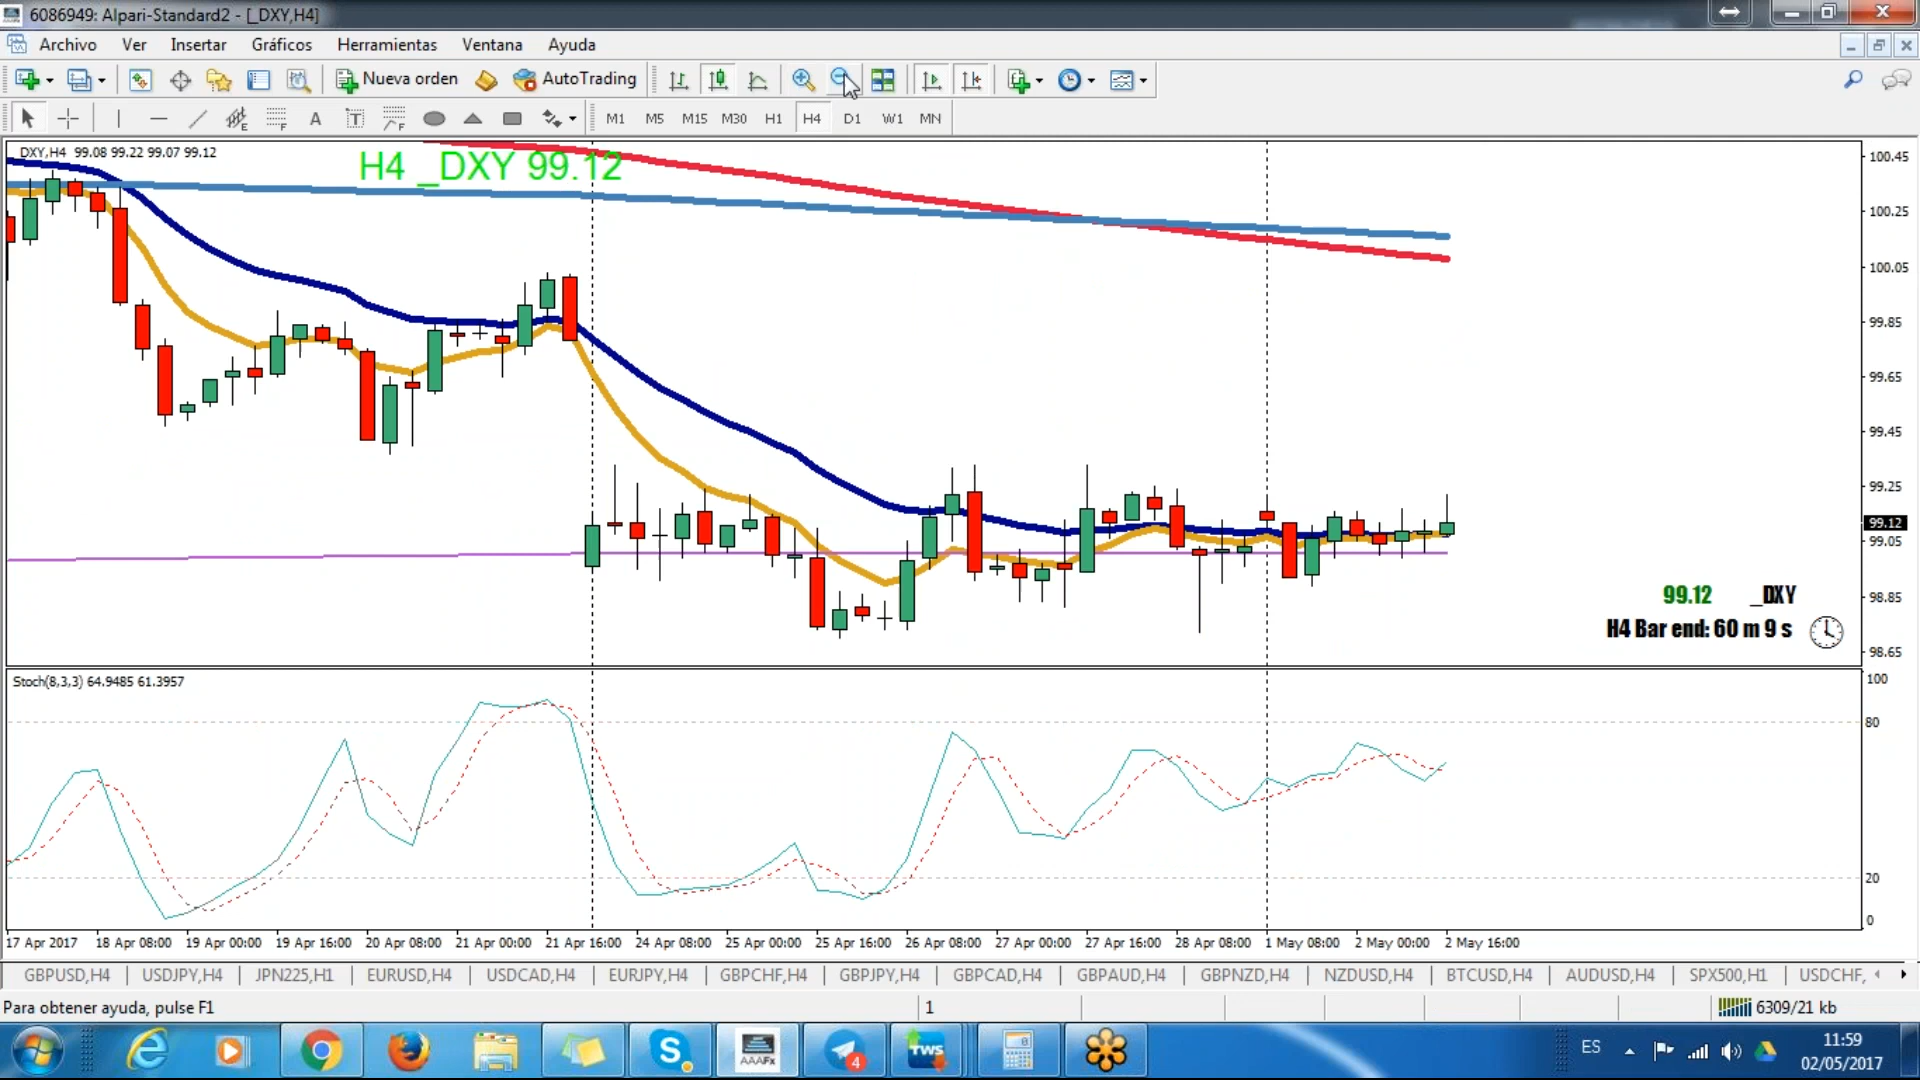 6086949: Alpari-Standard2 - [_DXY,H4]
Archivo Ver Insertar Gráficos Herramientas Ventana Ayuda
Nueva orden AutoTrading
E F A T F M1 M5 M15 M30 H1 H4 D1 W1 MN
DXY,H4 99.08 99.22 99.07 99.12
H4 _DXY 99.12
100.45
100.25
100.05
99.85
99.65
99.45
99.25
99.12
99.05
98.85
98.65
99.12 _DXY
H4 Bar end: 60 m 9 s
Stoch(8,3,3) 64.9485 61.3957
100
80
20
0
17 Apr 2017 18 Apr 08:00 19 Apr 00:00 19 Apr 16:00 20 Apr 08:00 21 Apr 00:00 21 Apr 16:00 24 Apr 08:00 25 Apr 00:00 25 Apr 16:00 26 Apr 08:00 27 Apr 00:00 27 Apr 16:00 28 Apr 08:00 1 May 08:00 2 May 00:00 2 May 16:00
GBPUSD,H4 USDJPY,H4 JPN225,H1 EURUSD,H4 USDCAD,H4 EURJPY,H4 GBPCHF,H4 GBPJPY,H4 GBPCAD,H4 GBPAUD,H4 GBPNZD,H4 NZDUSD,H4 BTCUSD,H4 AUDUSD,H4 SPX500,H1 USDCHF,
Para obtener ayuda, pulse F1 1 6309/21 kb
AAAFx 4 TWS ES 11:59
02/05/2017